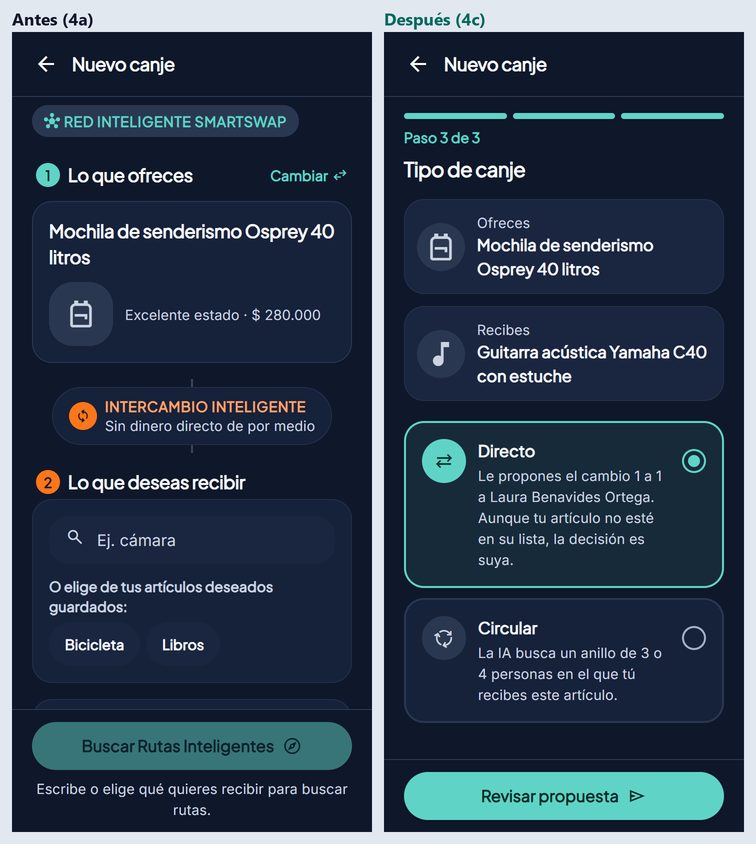 Antes (4a)
Nuevo canje
RED INTELIGENTE SMARTSWAP
1 Lo que ofreces
Cambiar
Mochila de senderismo Osprey 40
litros
Excelente estado · $ 280.000
INTERCAMBIO INTELIGENTE
Sin dinero directo de por medio
2 Lo que deseas recibir
Ej. cámara
O elige de tus artículos deseados
guardados:
Bicicleta
Libros
Buscar Rutas Inteligentes
Escribe o elige qué quieres recibir para buscar
rutas.
Después (4c)
Nuevo canje
Paso 3 de 3
Tipo de canje
Ofreces
Mochila de senderismo
Osprey 40 litros
Recibes
Guitarra acústica Yamaha C40
con estuche
Directo
Le propones el cambio 1 a 1
a Laura Benavides Ortega.
Aunque tu artículo no esté
en su lista, la decisión es
suya.
Circular
La IA busca un anillo de 3 o
4 personas en el que tú
recibes este artículo.
Revisar propuesta